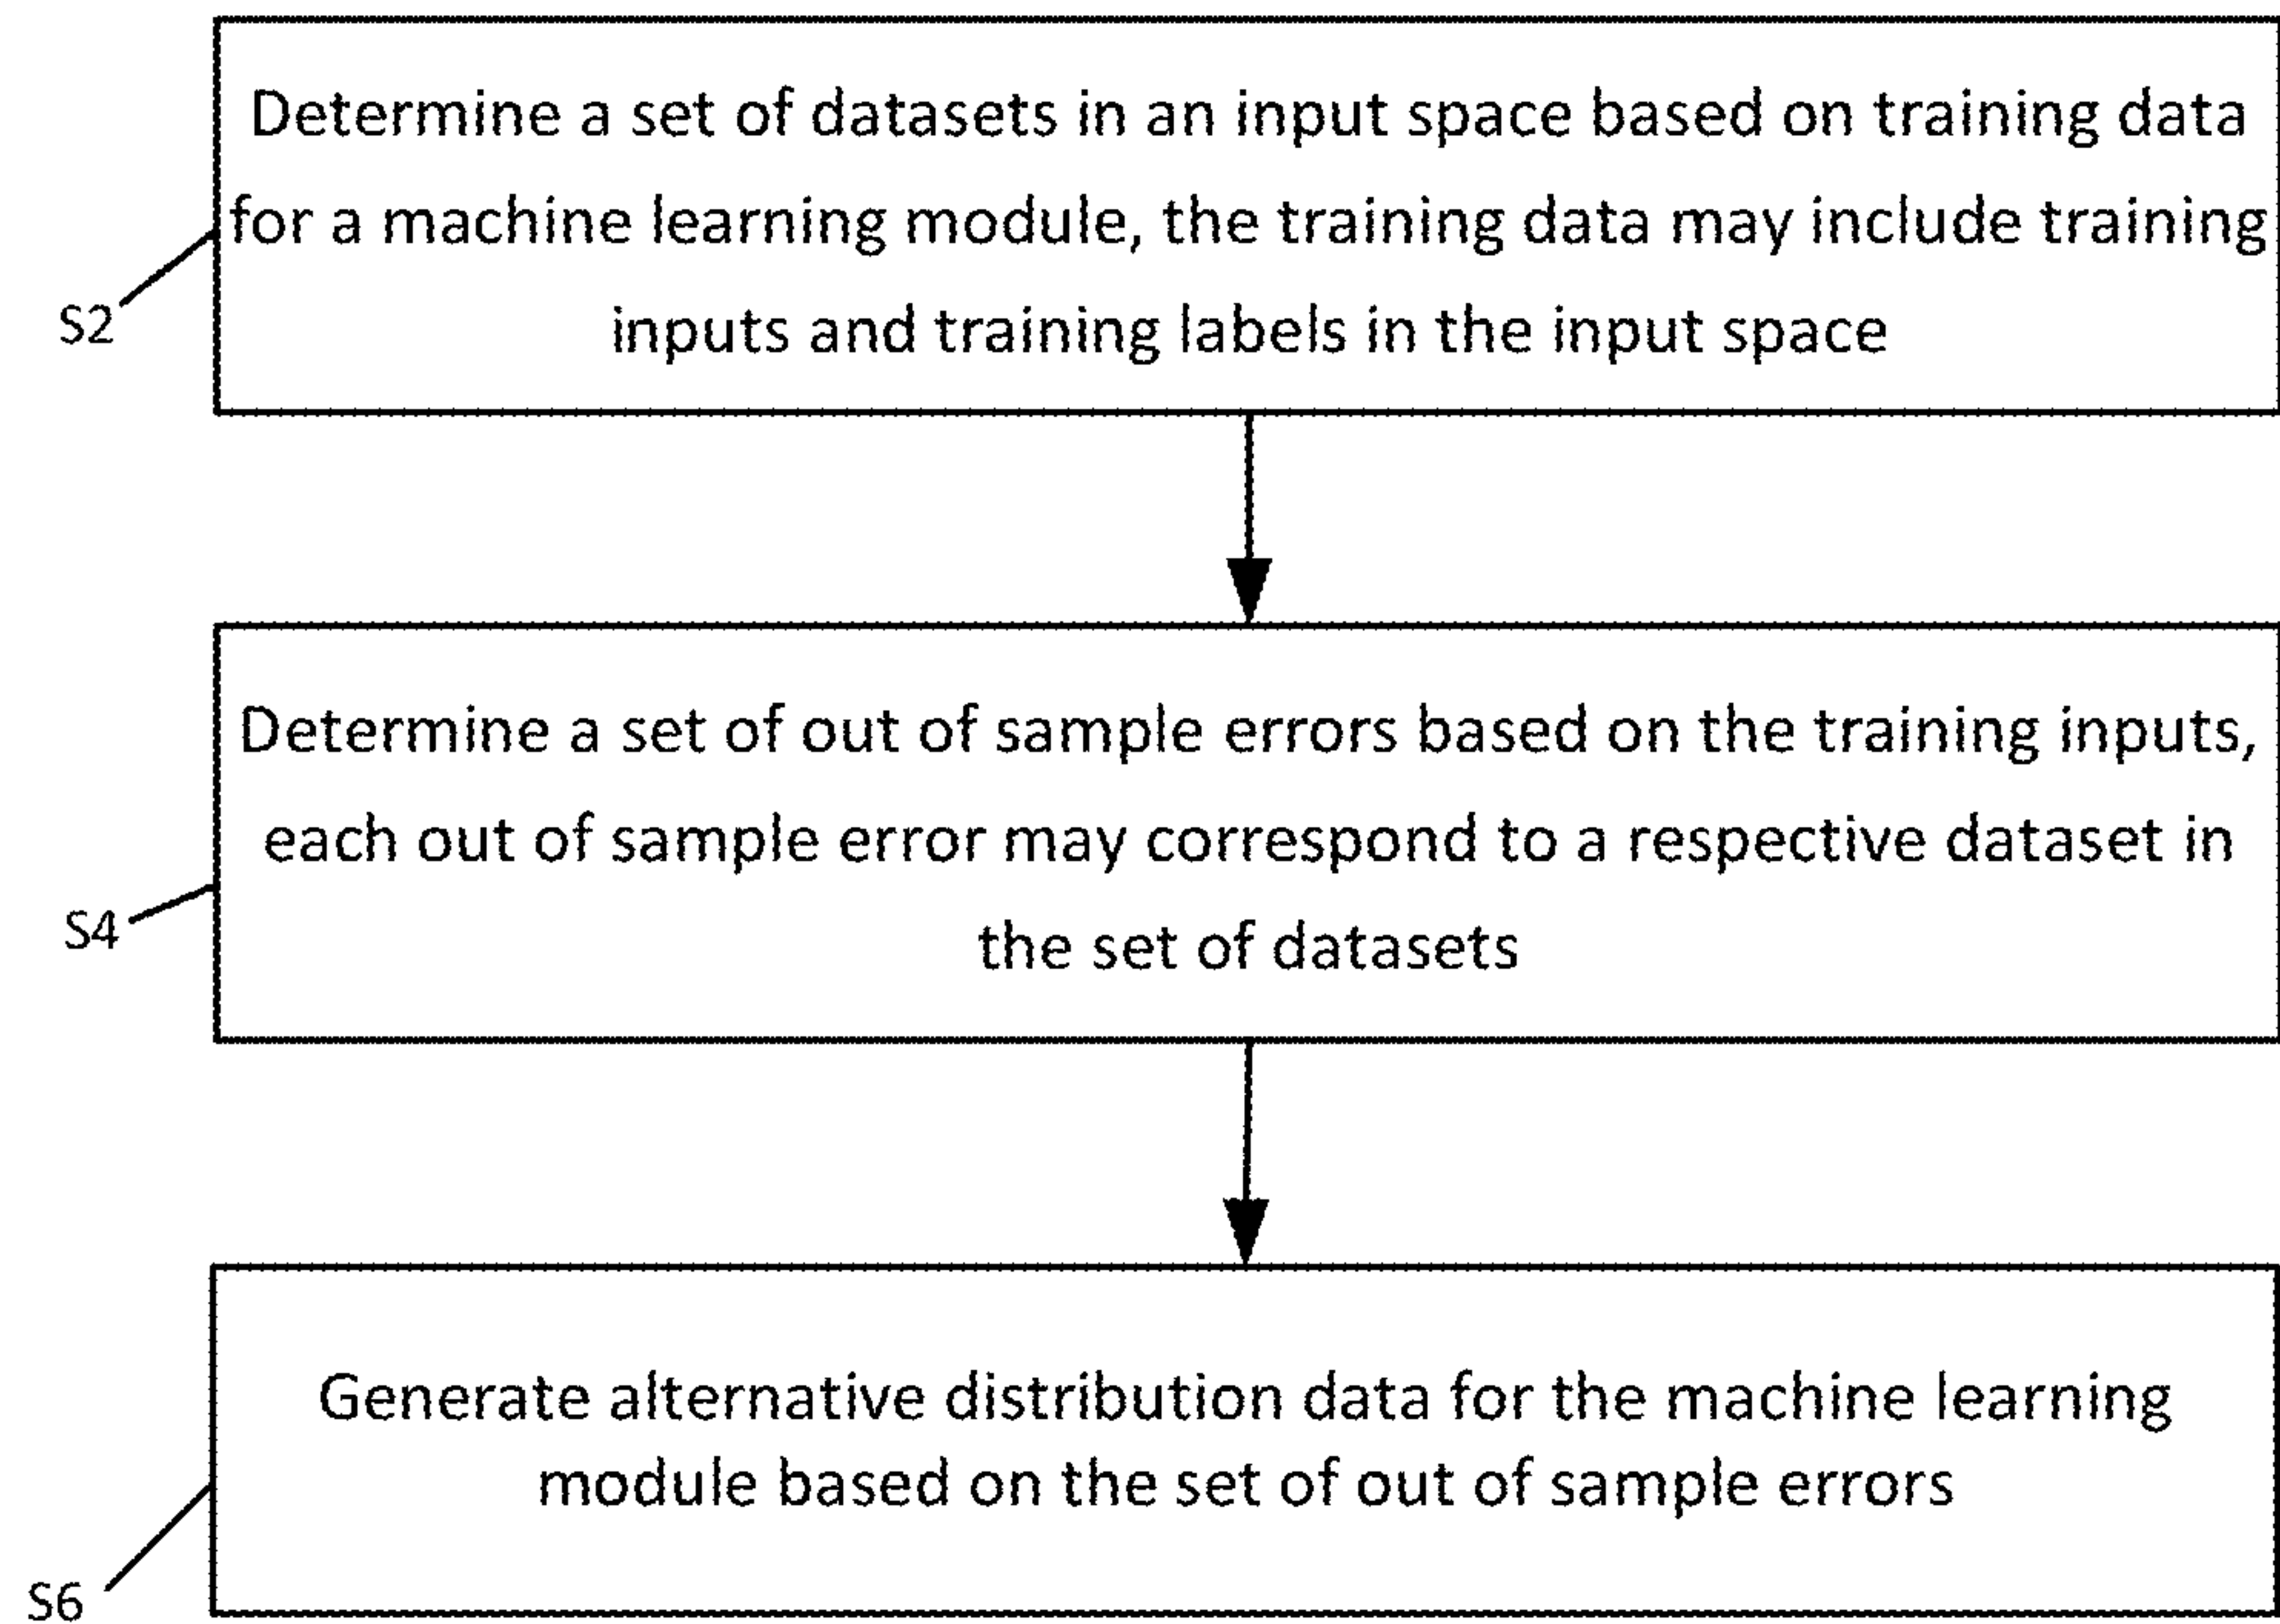 Determine a set of datasets in an input space based on training data
for a machine learning module, the training data may include training
inputs and training labels in the input space
S2
Determine a set of out of sample errors based on the training inputs,
each out of sample error may correspond to a respective dataset in
the set of datasets
S4
Generate alternative distribution data for the machine learning
module based on the set of out of sample errors
S6